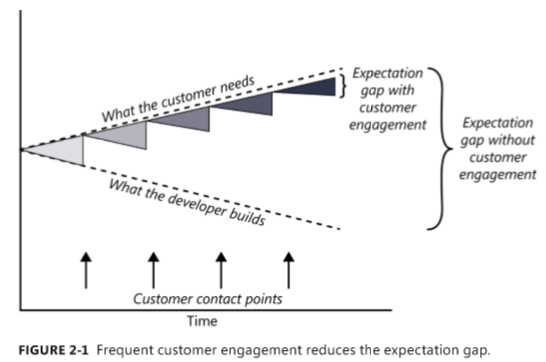 What the customer needs
Expectation
gap with
customer
engagement
Expectation
gap without
customer
engagement
What the developer builds
Customer contact points
Time
FIGURE 2-1 Frequent customer engagement reduces the expectation gap.